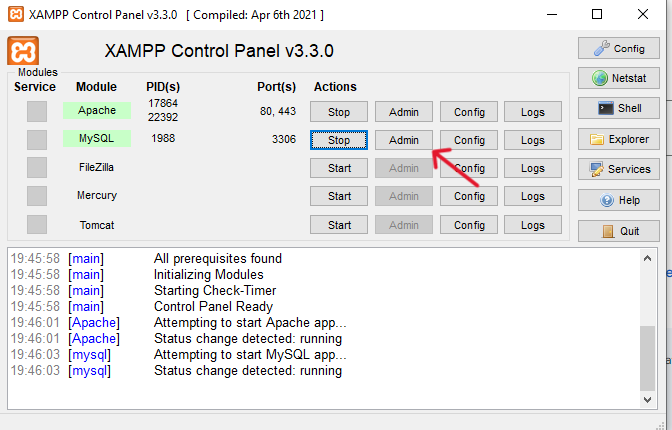 XAMPP Control Panel v3.3.0 [ Compiled: Apr 6th 2021 ]
XAMPP Control Panel v3.3.0
Config
Modules
Service Module PID(s) Port(s) Actions
Netstat
Apache 17864 22392 80, 443 Stop Admin Config Logs
Shell
MySQL 1988 3306 Stop Admin Config Logs
Explorer
FileZilla Start Admin Config Logs
Services
Mercury Start Admin Config Logs
Help
Tomcat Start Admin Config Logs
Quit
19:45:58 [main] All prerequisites found
19:45:58 [main] Initializing Modules
19:45:58 [main] Starting Check-Timer
19:45:58 [main] Control Panel Ready
19:46:01 [Apache] Attempting to start Apache app...
19:46:01 [Apache] Status change detected: running
19:46:03 [mysql] Attempting to start MySQL app...
19:46:03 [mysql] Status change detected: running